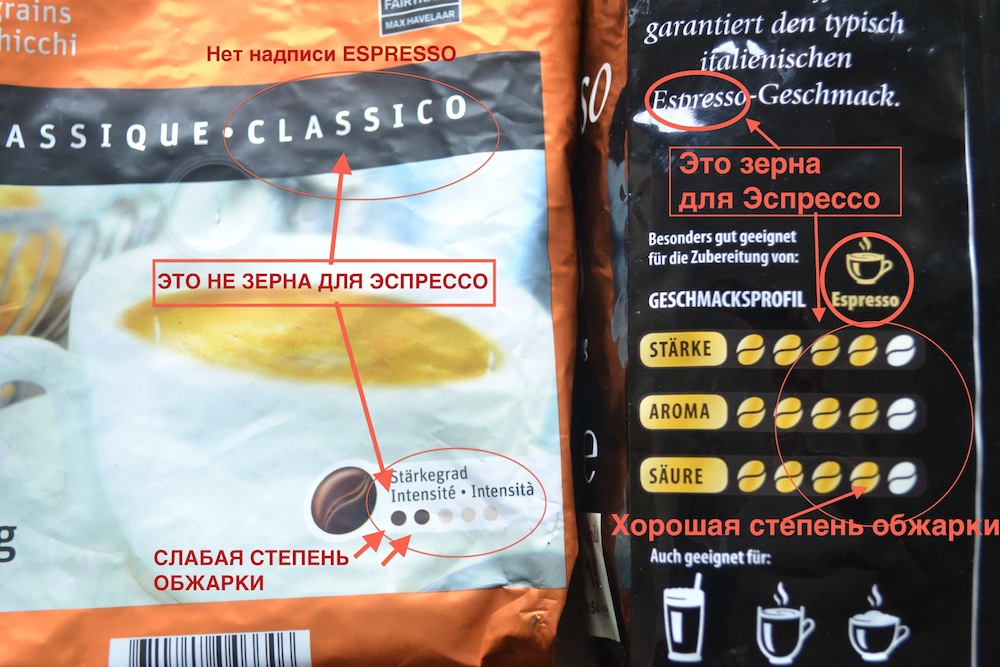 grains
hicchi
FAIRTRADE
MAX HAVELAAR
Нет надписи ESPRESSO
ASSIQUE • CLASSICO
ЭТО НЕ ЗЕРНА ДЛЯ ЭСПРЕССО
Stärkegrad
Intensité • Intensità
СЛАБАЯ СТЕПЕНЬ
ОБЖАРКИ
g
so
e
garantiert den typisch
italienischen
Espresso-Geschmack.
Это зерна
для Эспрессо
Besonders gut geeignet
für die Zubereitung von:
Espresso
GESCHMACKSPROFIL
STÄRKE
AROMA
SÄURE
Хорошая степень обжарки
Auch geeignet für: